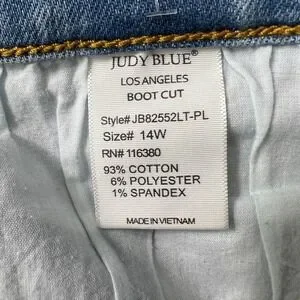 JUDY BLUE®
LOS ANGELES
BOOT CUT
Style# JB82552LT-PL
Size# 14W
RN# 116380
93% COTTON
6% POLYESTER
1% SPANDEX
MADE IN VIETNAM